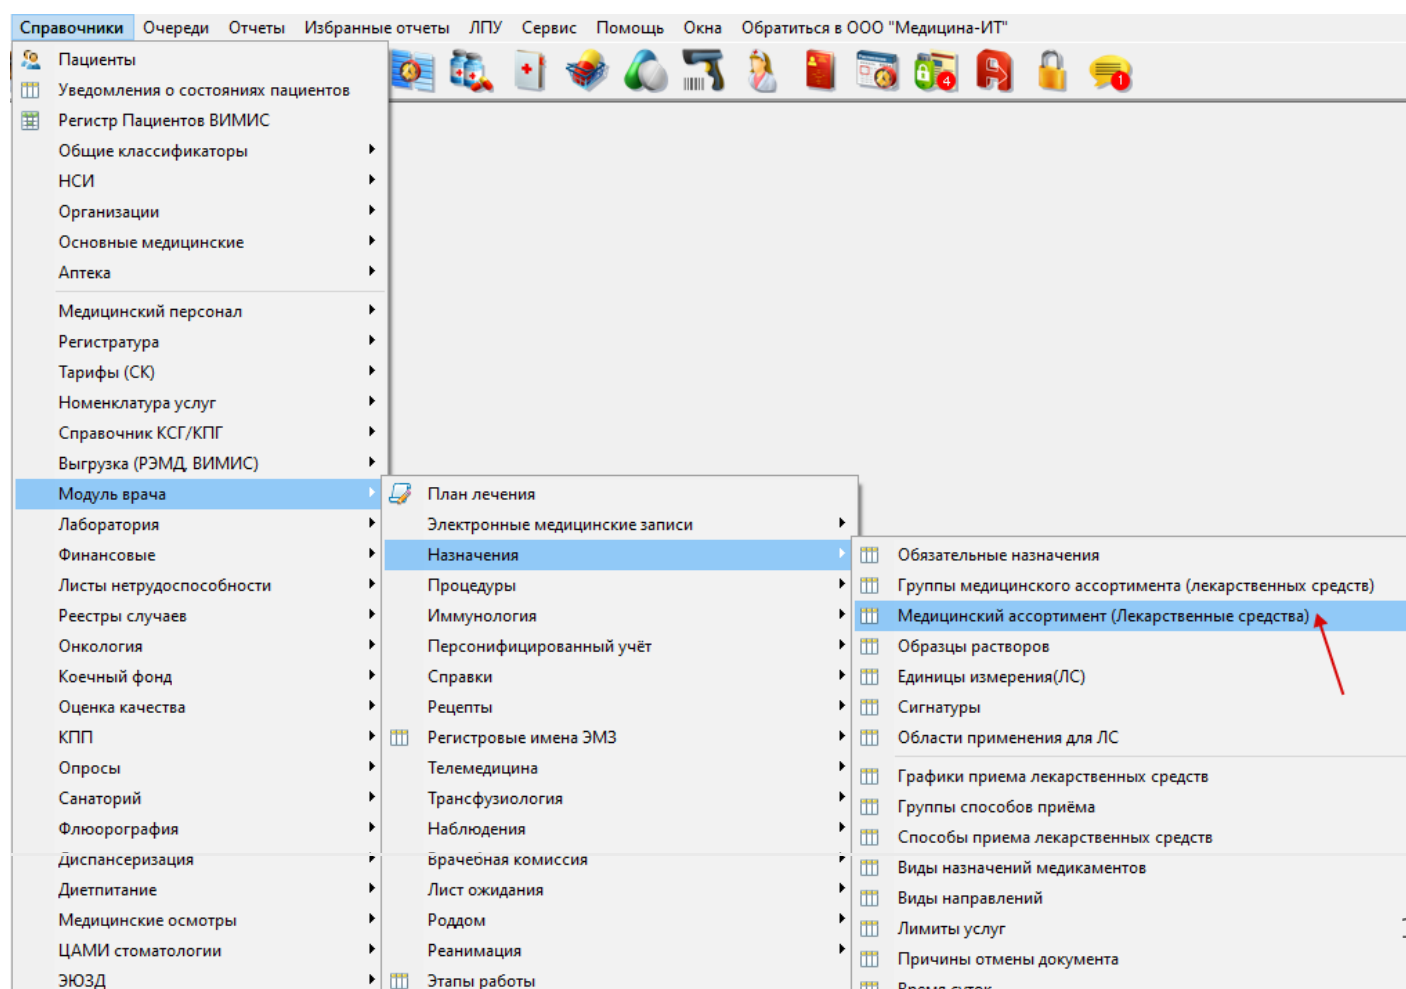 Справочники Очереди Отчеты Избранные отчеты ЛПУ Сервис Помощь Окна Обратиться в ООО "Медицина-ИТ"
4
1
Пациенты
Уведомления о состояниях пациентов
Регистр Пациентов ВИМИС
Общие классификаторы
НСИ
Организации
Основные медицинские
Аптека
Медицинский персонал
Регистратура
Тарифы (СК)
Номенклатура услуг
Справочник КСГ/КПГ
Выгрузка (РЭМД, ВИМИС)
Модуль врача
Лаборатория
Финансовые
Листы нетрудоспособности
Реестры случаев
Онкология
Коечный фонд
Оценка качества
КПП
Опросы
Санаторий
Флюорография
Диспансеризация
Диетпитание
Медицинские осмотры
ЦАМИ стоматологии
ЭЮЗД
План лечения
Электронные медицинские записи
Назначения
Процедуры
Иммунология
Персонифицированный учёт
Справки
Рецепты
Регистровые имена ЭМЗ
Телемедицина
Трансфузиология
Наблюдения
Врачебная комиссия
Лист ожидания
Роддом
Реанимация
Этапы работы
Обязательные назначения
Группы медицинского ассортимента (лекарственных средств)
Медицинский ассортимент (Лекарственные средства)
Образцы растворов
Единицы измерения(ЛС)
Сигнатуры
Области применения для ЛС
Графики приема лекарственных средств
Группы способов приёма
Способы приема лекарственных средств
Виды назначений медикаментов
Виды направлений
Лимиты услуг
Причины отмены документа
Время суток